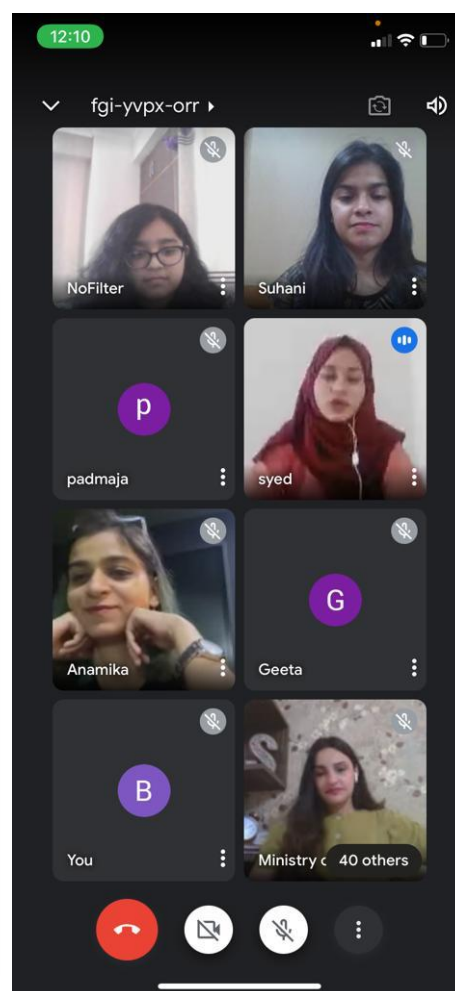 12:10
fgi-yvpx-orr
NoFilter
Suhani
p
padmaja
syed
Anamika
G
Geeta
B
You
Ministry c
40 others